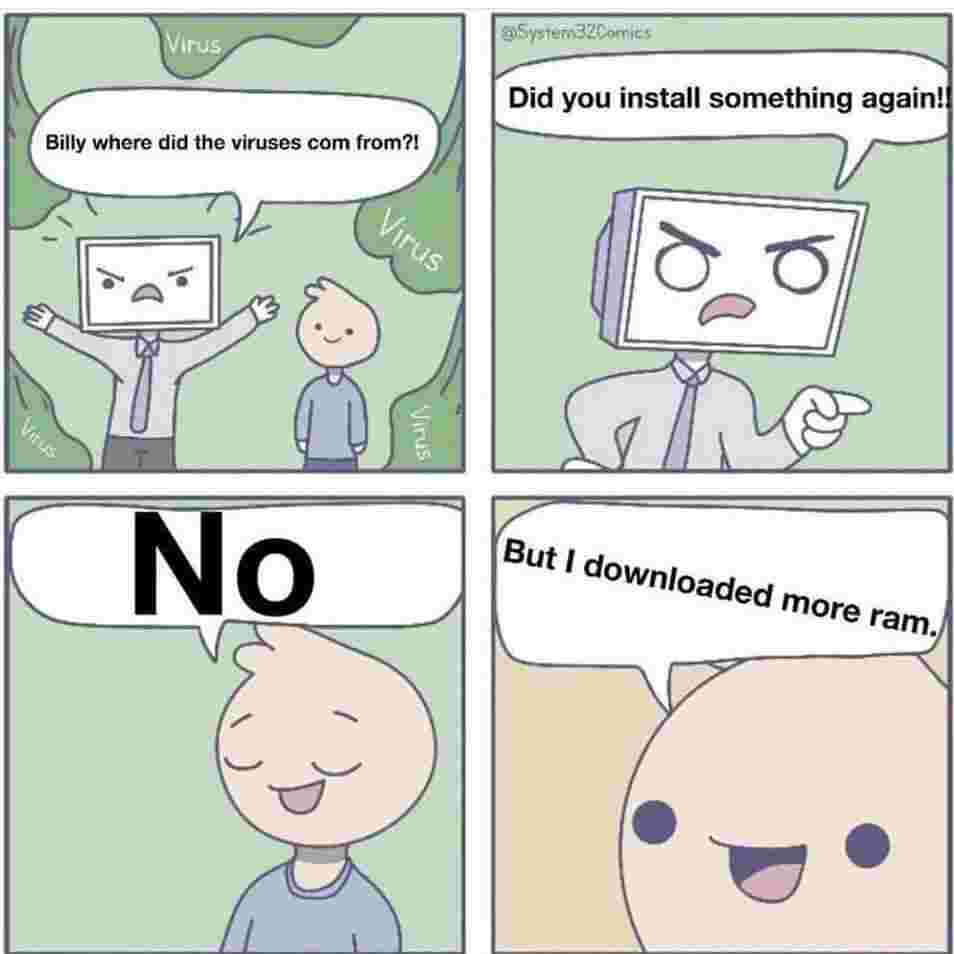 Virus
Billy where did the viruses com from?!
Virus
Virus
Virus
@System32Comics
Did you install something again!!
No
But I downloaded more ram.